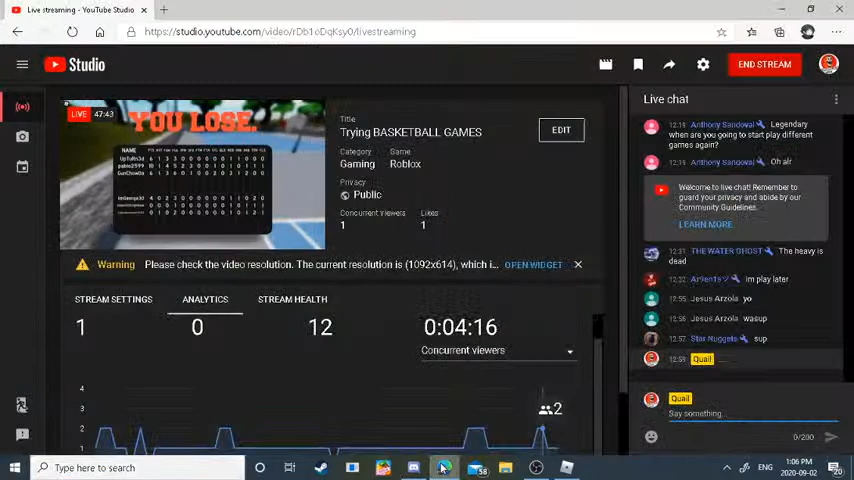 Live streaming - YouTube Studio
https://studio.youtube.com/video/rDb1oDqKsy0/livestreaming
Studio
END STREAM
LIVE 47:43
YOU LOSE.
NAME
Title
Trying BASKETBALL GAMES
EDIT
Category Game
Gaming Roblox
Privacy
Public
Concurrent viewers Likes
1 1
Warning Please check the video resolution. The current resolution is (1092x614), which i... OPEN WIDGET
STREAM SETTINGS ANALYTICS STREAM HEALTH
1 0 12 0:04:16
Concurrent viewers
4
3
2
1
2
Live chat
12:19 Anthony Sandoval Legendary
when are you going to start play different
games again?
Anthony Sandoval Oh alr
Welcome to live chat! Remember to
guard your privacy and abide by our
Community Guidelines.
LEARN MORE
12:31 THE WATER GHOST The heavy is
dead
12:32 im play later
12:55 Jesus Arzola yo
12:56 Jesus Arzola wasup
12:57 Star Nuggets sup
12:59 Quail
Quail
Say something...
0/200
Type here to search
58
ENG
1:06 PM
2020-09-02
20